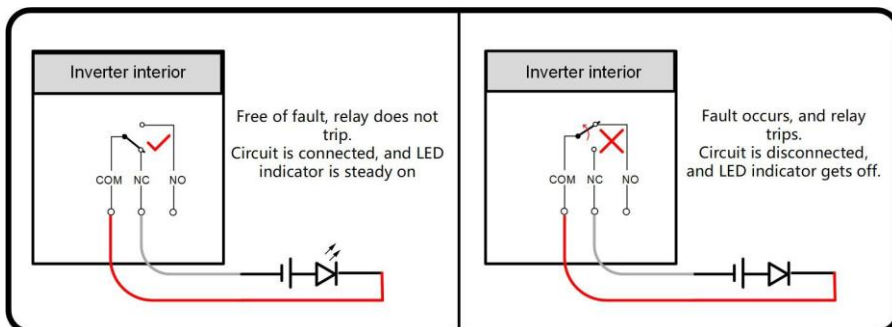 Inverter interior
Free of fault, relay does not
trip.
Circuit is connected, and LED
indicator is steady on
COM NC NO
Inverter interior
Fault occurs, and relay
trips.
Circuit is disconnected,
and LED indicator gets off.
COM NC NO